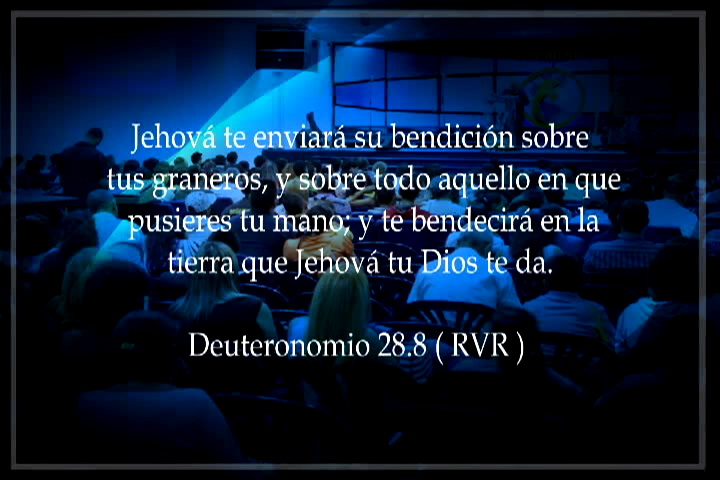 Jehová te enviará su bendición sobre
tus graneros, y sobre todo aquello en que
pusieres tu mano; y te bendecirá en la
tierra que Jehová tu Dios te da.
Deuteronomio 28.8 ( RVR )